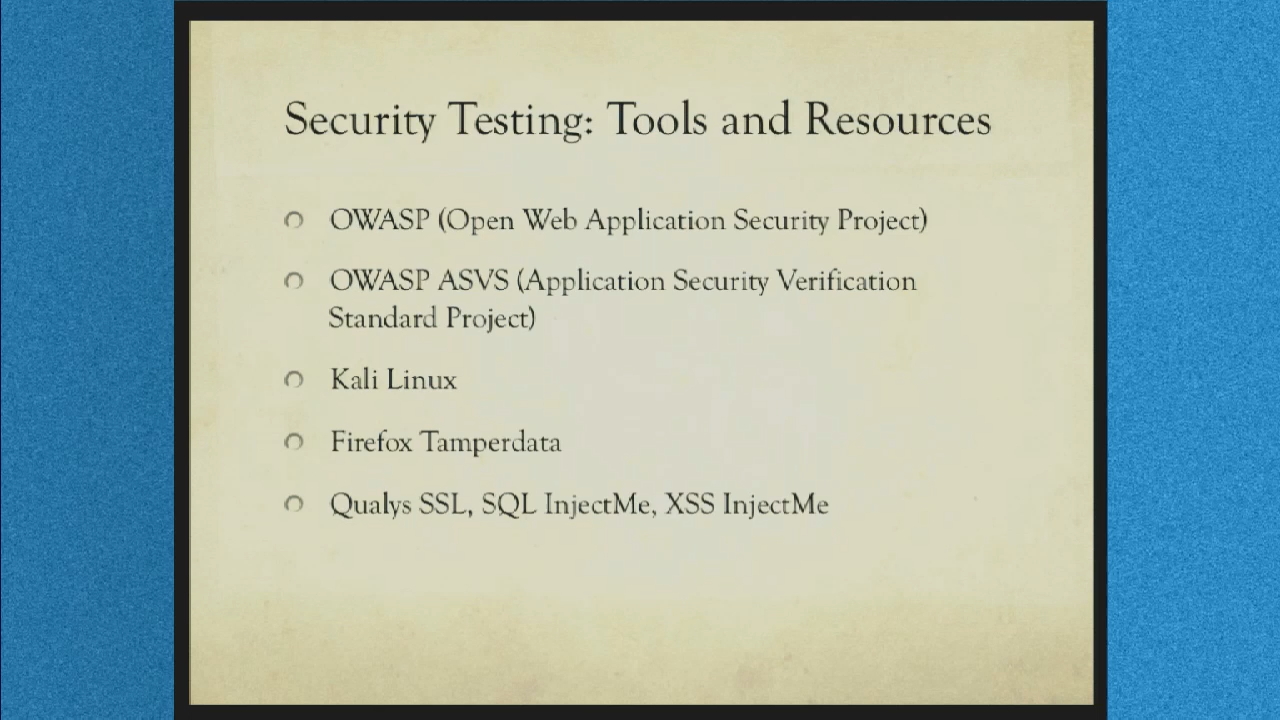 Security Testing: Tools and Resources
OWASP (Open Web Application Security Project)
OWASP ASVS (Application Security Verification
Standard Project)
Kali Linux
Firefox Tamperdata
Qualys SSL, SQL InjectMe, XSS InjectMe